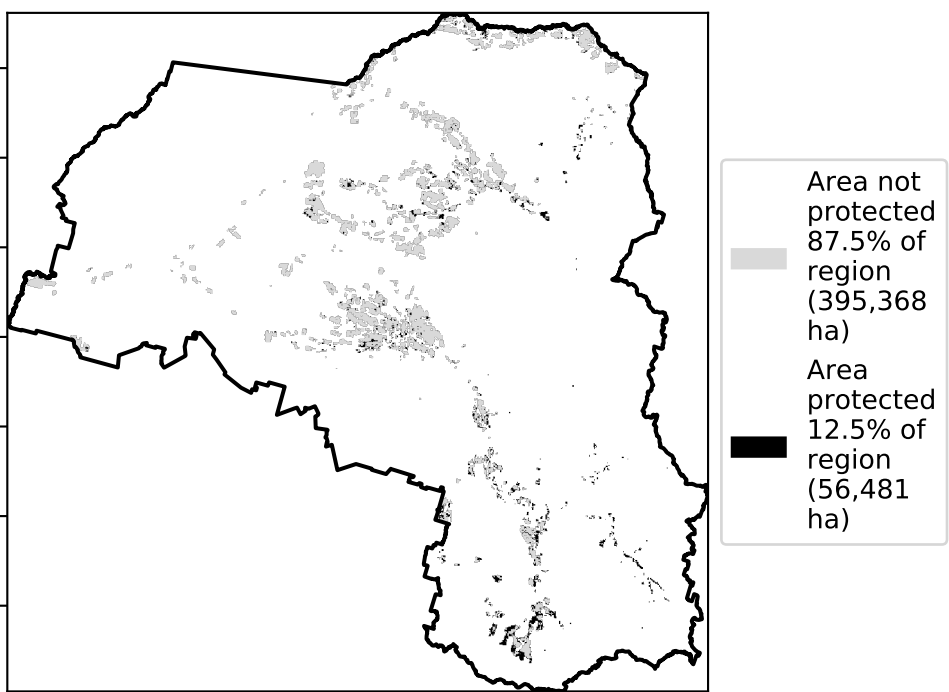 Area not
protected
87.5% of
region
(395,368
ha)
Area
protected
12.5% of
region
(56,481
ha)